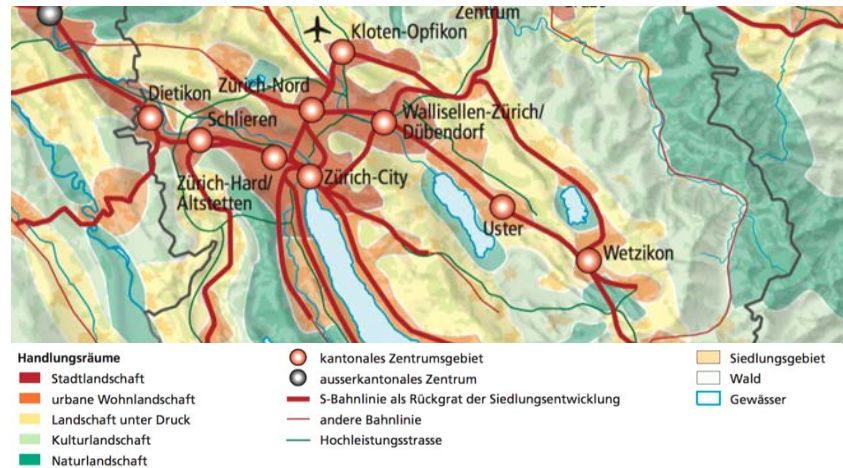 Zentrum
Kloten-Opfikon
Zürich-Nord
Dietikon
Schlieren
Wallisellen-Zürich/
Dübendorf
Zürich-Hard/
Altstetten
Zürich-City
Uster
Wetzikon
Handlungsräume
Stadtlandschaft
urbane Wohnlandschaft
Landschaft unter Druck
Kulturlandschaft
Naturlandschaft
kantonales Zentrumsgebiet
ausserkantonales Zentrum
S-Bahnlinie als Rückgrat der Siedlungsentwicklung
andere Bahnlinie
Hochleistungsstrasse
Siedlungsgebiet
Wald
Gewässer